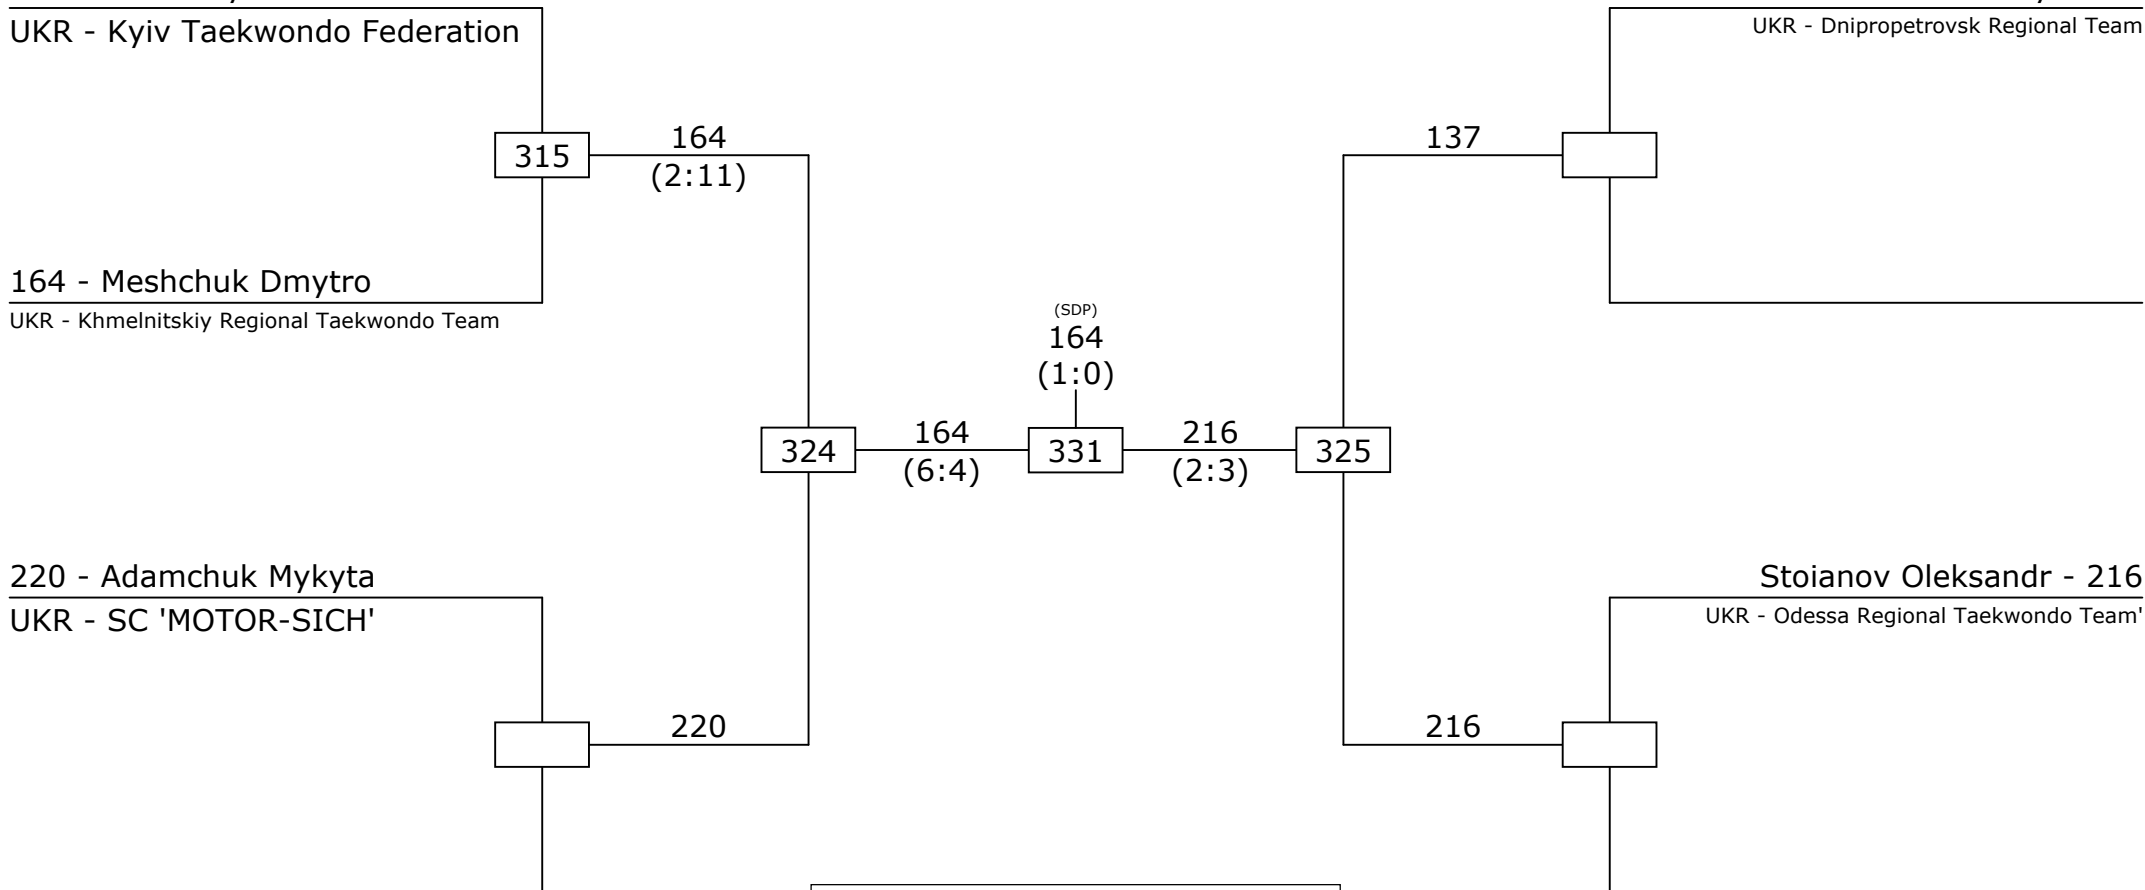 UKR - Kyiv Taekwondo Federation
UKR - Dnipropetrovsk Regional Team
315
164
(2:11)
137
164 - Meshchuk Dmytro
UKR - Khmelnitskiy Regional Taekwondo Team
(SDP)
164
(1:0)
324
164
(6:4)
331
216
(2:3)
325
220 - Adamchuk Mykyta
UKR - SC 'MOTOR-SICH'
Stoianov Oleksandr - 216
UKR - Odessa Regional Taekwondo Team'
220
216